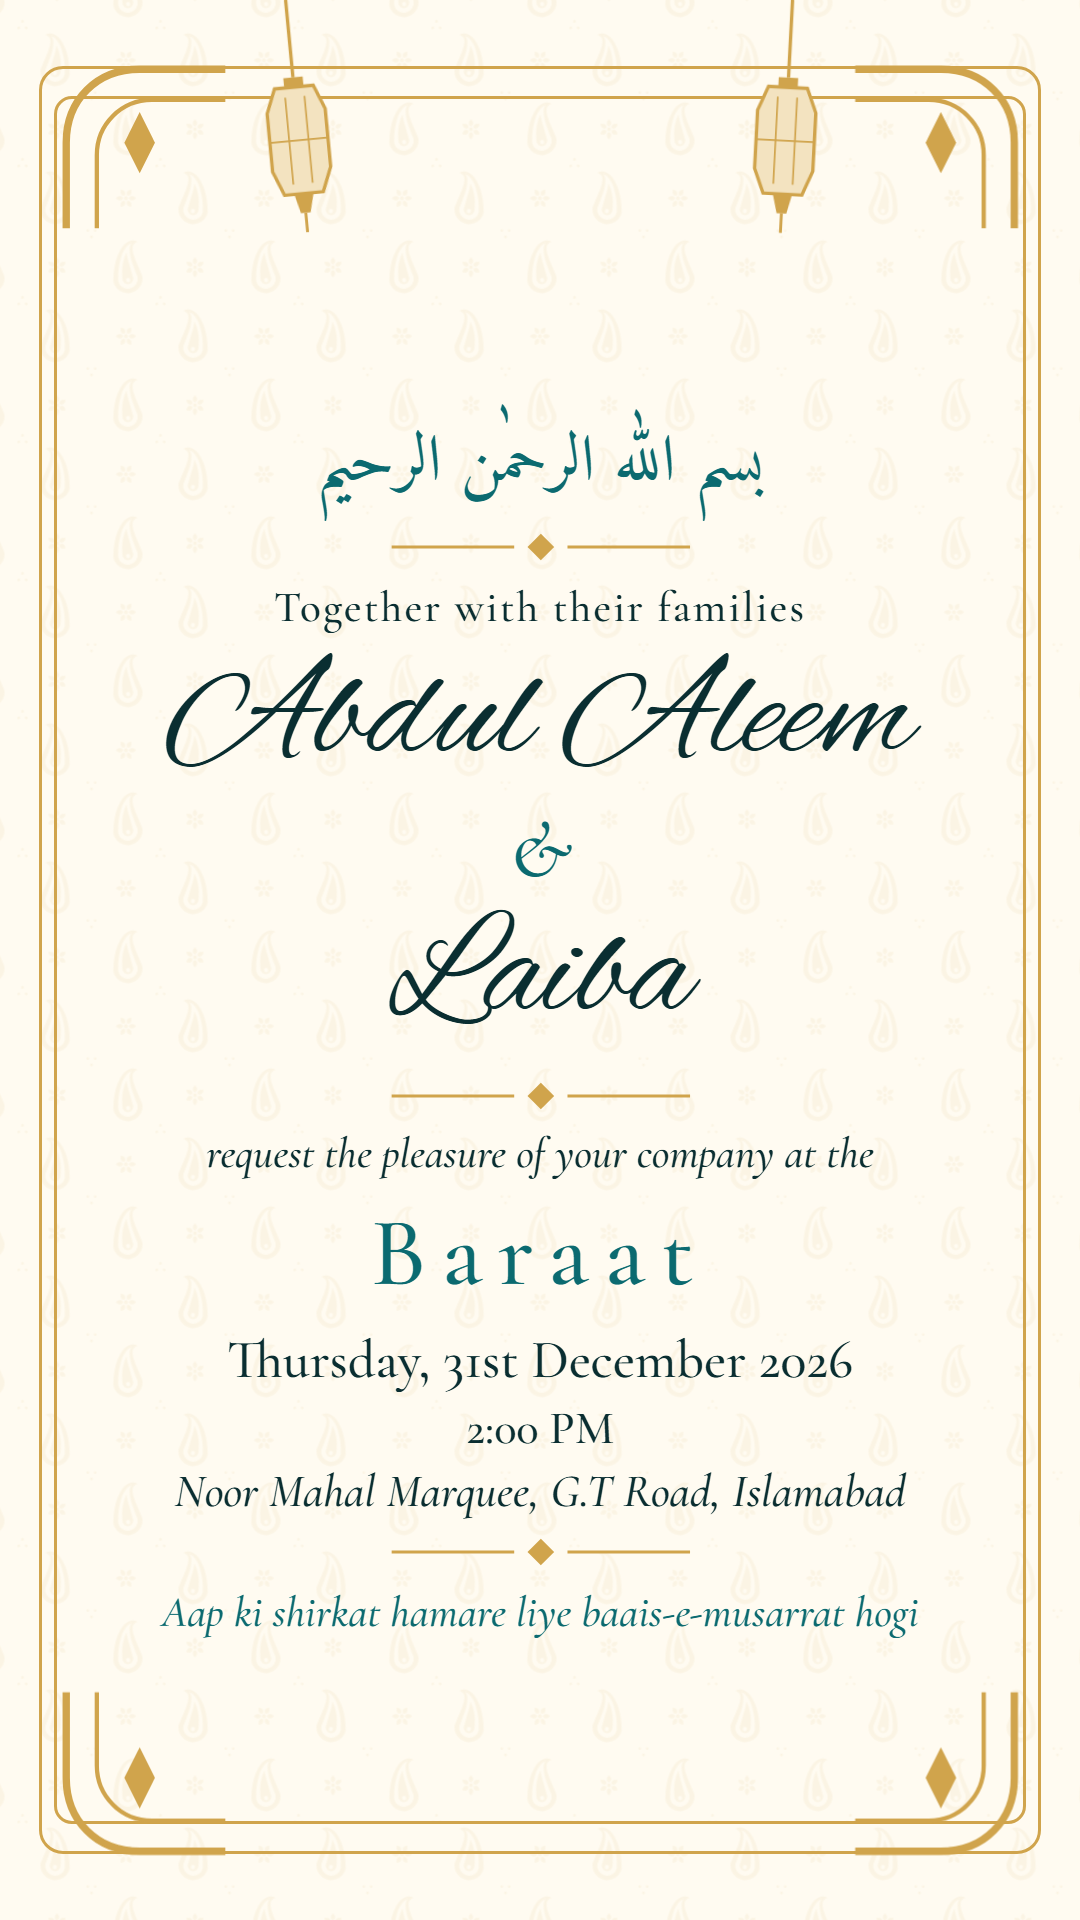 بسم الله الرحمٰن الرحيم
Together with their families
Abdul Aleem
&
Laiba
request the pleasure of your company at the
Baraat
Thursday, 31st December 2026
2:00 PM
Noor Mahal Marquee, G.T Road, Islamabad
Aap ki shirkat hamare liye baais-e-musarrat hogi